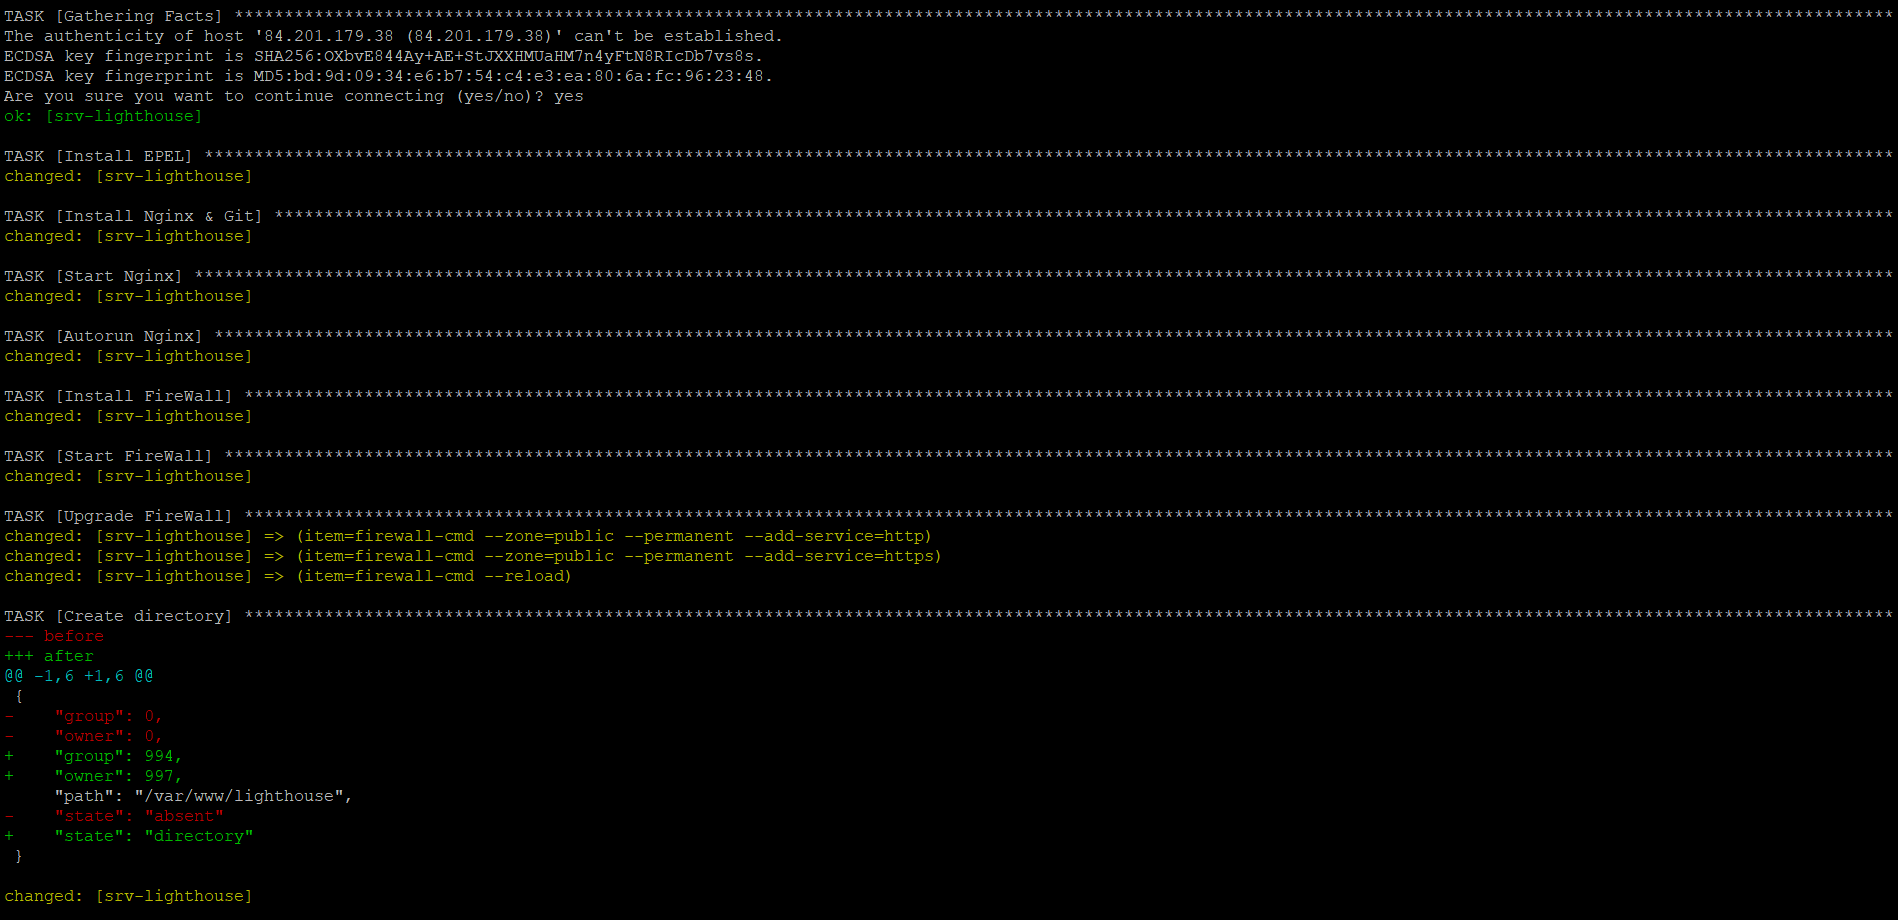 TASK [Gathering Facts] **********************************************************************************************************************************************************************
The authenticity of host '84.201.179.38 (84.201.179.38)' can't be established.
ECDSA key fingerprint is SHA256:OXbvE844Ay+AE+StJXXHMUaHM7n4yFtN8RIcDb7vs8s.
ECDSA key fingerprint is MD5:bd:9d:09:34:e6:b7:54:c4:e3:ea:80:6a:fc:96:23:48.
Are you sure you want to continue connecting (yes/no)? yes
ok: [srv-lighthouse]
TASK [Install EPEL] *************************************************************************************************************************************************************************
changed: [srv-lighthouse]
TASK [Install Nginx & Git] ******************************************************************************************************************************************************************
changed: [srv-lighthouse]
TASK [Start Nginx] **************************************************************************************************************************************************************************
changed: [srv-lighthouse]
TASK [Autorun Nginx] ************************************************************************************************************************************************************************
changed: [srv-lighthouse]
TASK [Install FireWall] *********************************************************************************************************************************************************************
changed: [srv-lighthouse]
TASK [Start FireWall] ***********************************************************************************************************************************************************************
changed: [srv-lighthouse]
TASK [Upgrade FireWall] *********************************************************************************************************************************************************************
changed: [srv-lighthouse] => (item=firewall-cmd --zone=public --permanent --add-service=http)
changed: [srv-lighthouse] => (item=firewall-cmd --zone=public --permanent --add-service=https)
changed: [srv-lighthouse] => (item=firewall-cmd --reload)
TASK [Create directory] *********************************************************************************************************************************************************************
--- before
+++ after
@@ -1,6 +1,6 @@
 {
-    "group": 0,
-    "owner": 0,
+    "group": 994,
+    "owner": 997,
     "path": "/var/www/lighthouse",
-    "state": "absent"
+    "state": "directory"
 }
changed: [srv-lighthouse]